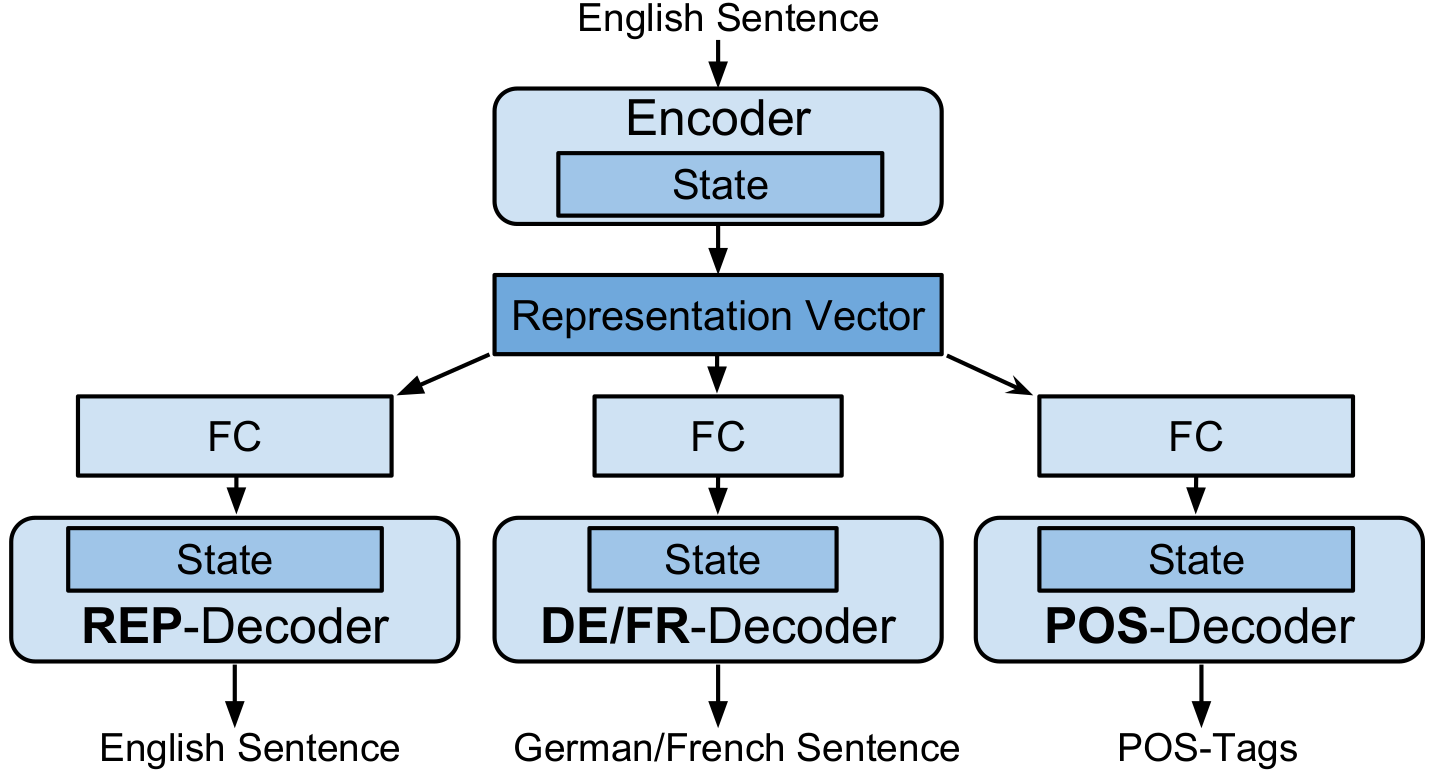 English Sentence
Encoder
State
Representation Vector
FC
FC
FC
State
State
State
REP-Decoder
DE/FR-Decoder
POS-Decoder
English Sentence
German/French Sentence
POS-Tags